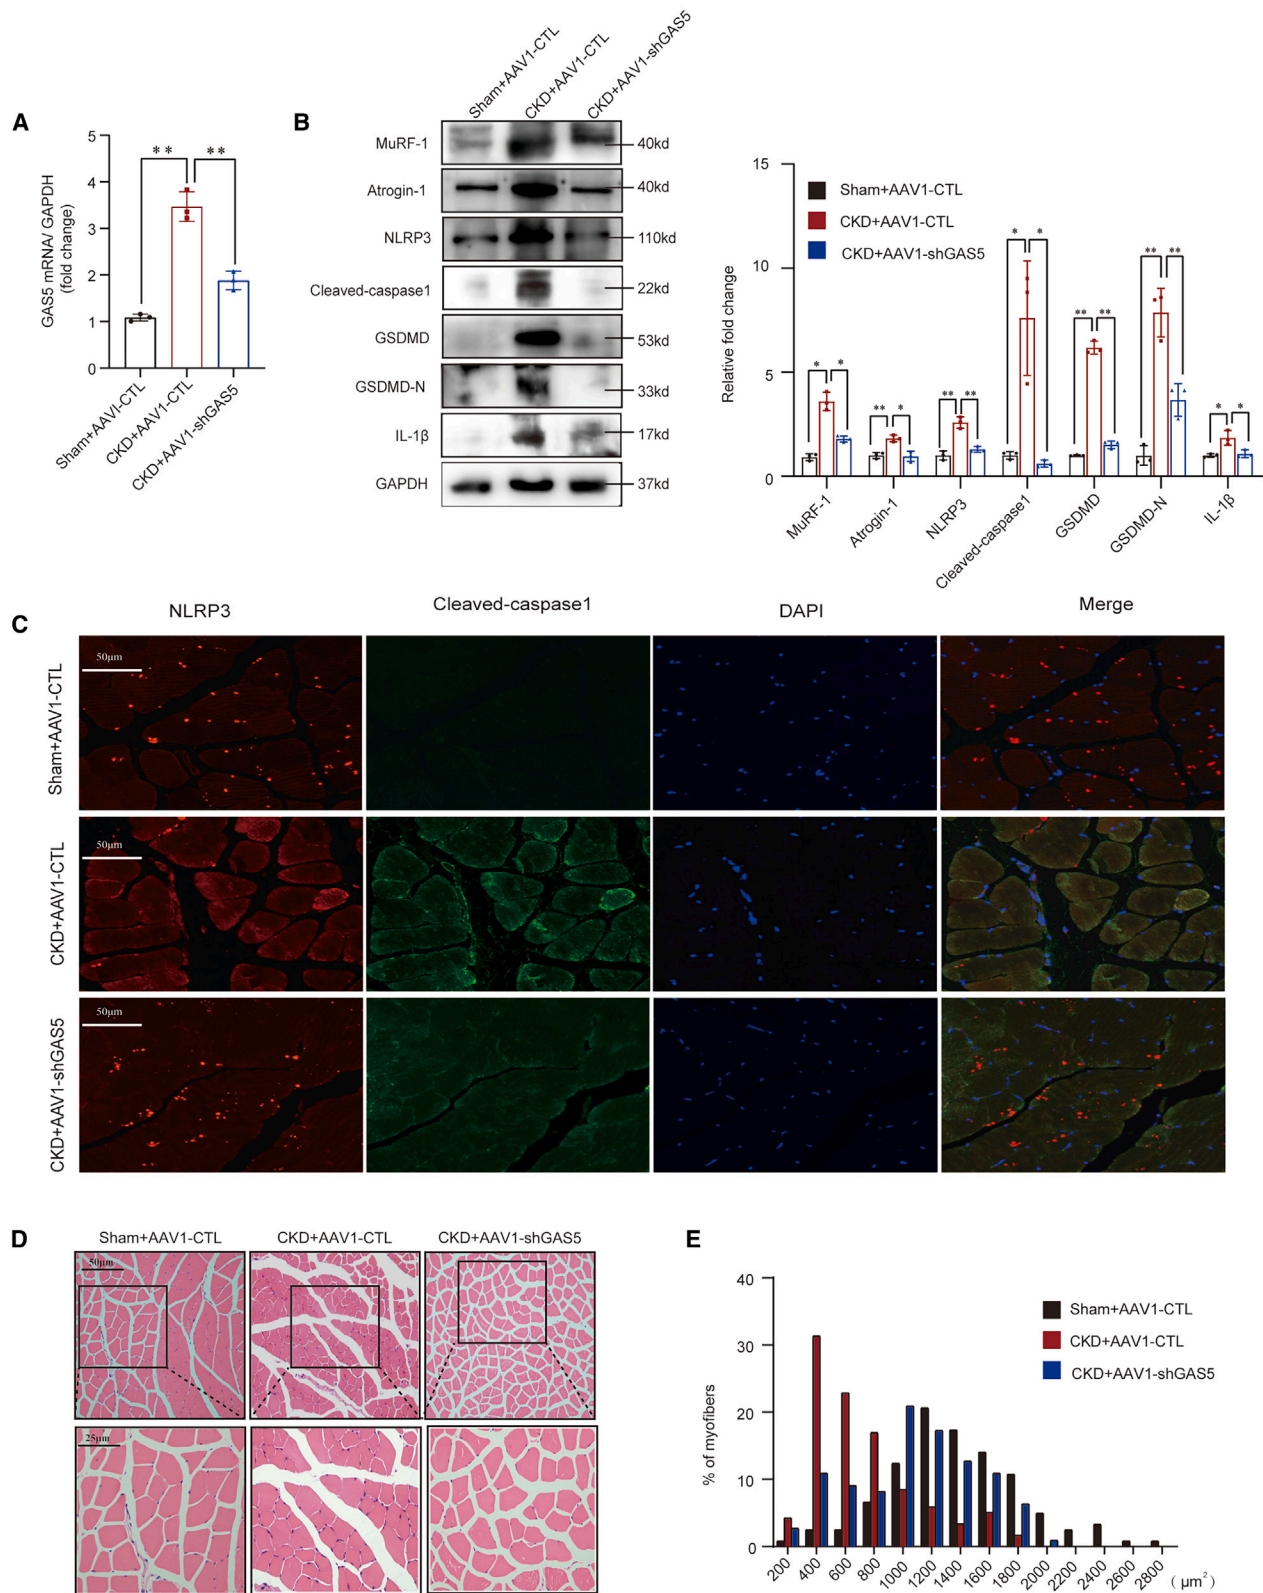 A
GAS5 mRNA/ GAPDH
(fold change)
5
4
3
2
1
0
** **
Sham+AAV1-CTL
CKD+AAV1-CTL
CKD+AAV1-shGAS5
B
Sham+AAV1-CTL
CKD+AAV1-CTL
CKD+AAV1-shGAS5
MuRF-1 40kd
Atrogin-1 40kd
NLRP3 110kd
Cleaved-caspase1 22kd
GSDMD 53kd
GSDMD-N 33kd
IL-1β 17kd
GAPDH 37kd
Relative fold change
15
10
5
0
Sham+AAV1-CTL
CKD+AAV1-CTL
CKD+AAV1-shGAS5
* * ** * ** ** * * ** ** ** ** * *
MuRF-1
Atrogin-1
NLRP3
Cleaved-caspase1
GSDMD
GSDMD-N
IL-1β
C
NLRP3 Cleaved-caspase1 DAPI Merge
Sham+AAV1-CTL
50μm
CKD+AAV1-CTL
50μm
CKD+AAV1-shGAS5
50μm
D
Sham+AAV1-CTL CKD+AAV1-CTL CKD+AAV1-shGAS5
50μm
25μm
E
% of myofibers
40
30
20
10
0
Sham+AAV1-CTL
CKD+AAV1-CTL
CKD+AAV1-shGAS5
200 400 600 800 1000 1200 1400 1600 1800 2000 2200 2400 2600 2800
( μm²)